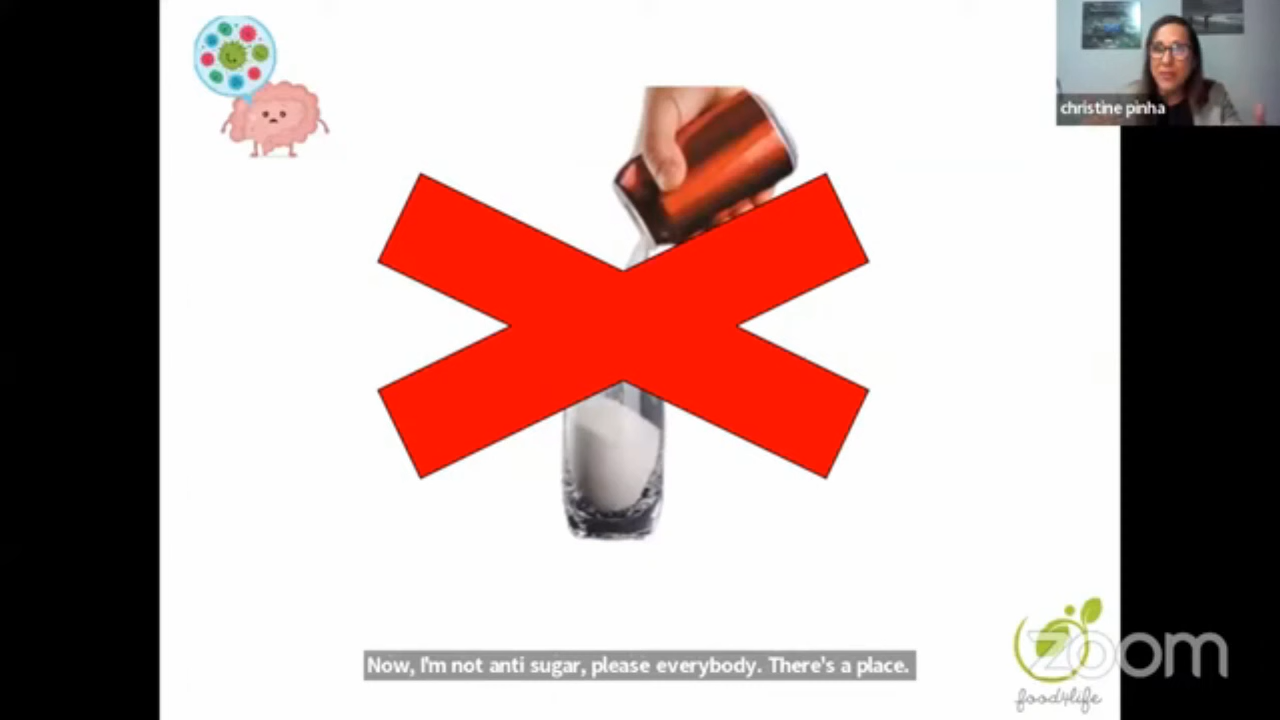 christine pinha
Now, I'm not anti sugar, please everybody. There's a place.
zoom
food4life